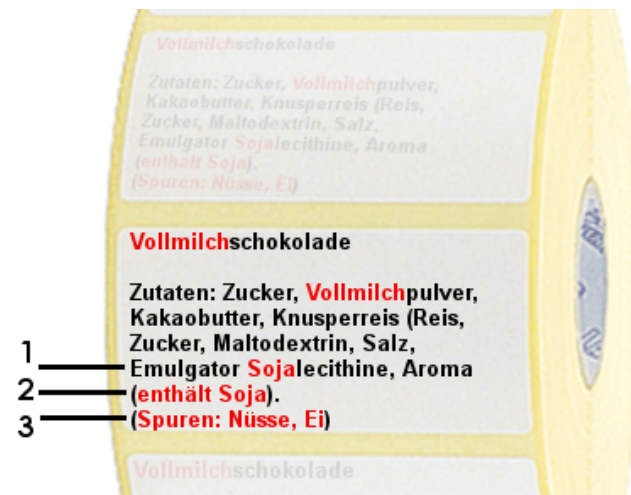 Vollmilchschokolade
Zutaten: Zucker, Vollmilchpulver,
Kakaobutter, Knusperreis (Reis,
Zucker, Maltodextrin, Salz,
Emulgator Sojalecithine, Aroma
(enthält Soja).
(Spuren: Nüsse, Ei)
Vollmilchschokolade
Zutaten: Zucker, Vollmilchpulver,
Kakaobutter, Knusperreis (Reis,
Zucker, Maltodextrin, Salz,
1 Emulgator Sojalecithine, Aroma
2 (enthält Soja).
3 (Spuren: Nüsse, Ei)
Vollmilchschokolade